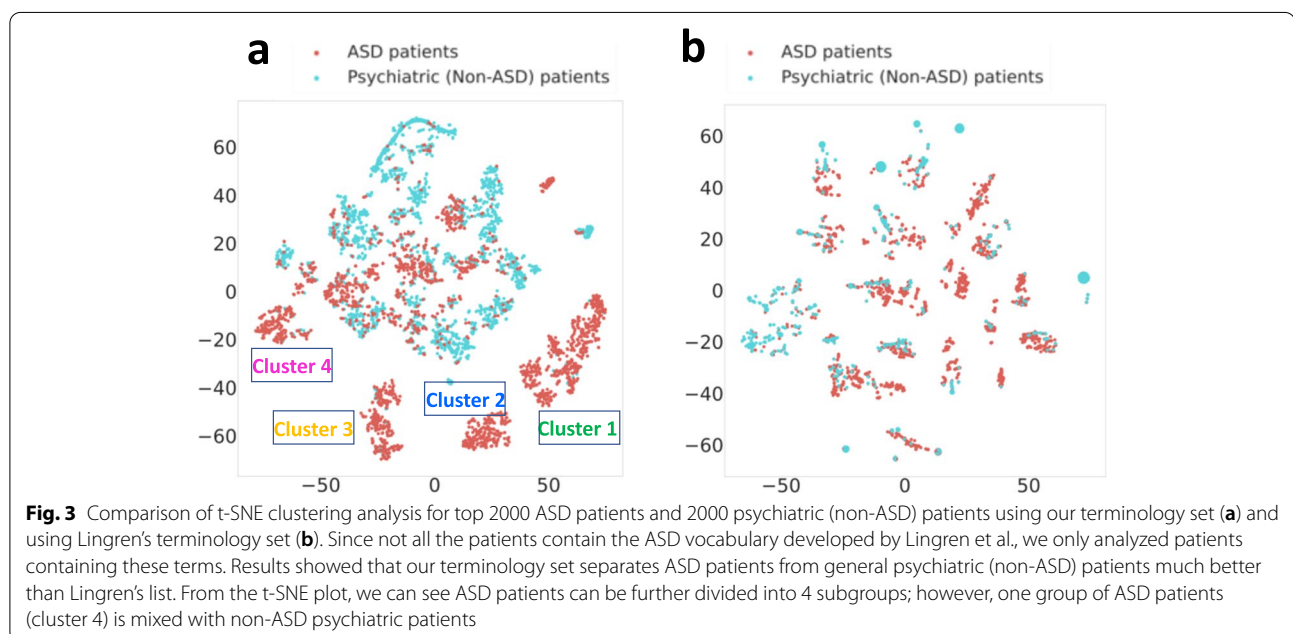 a
ASD patients
Psychiatric (Non-ASD) patients
60
40
20
0
−20
−40
−60
−50 0 50
Cluster 4
Cluster 2
Cluster 3
Cluster 1
b
ASD patients
Psychiatric (Non-ASD) patients
60
40
20
0
−20
−40
−60
−50 0 50
Fig. 3 Comparison of t-SNE clustering analysis for top 2000 ASD patients and 2000 psychiatric (non-ASD) patients using our terminology set (a) and
using Lingren’s terminology set (b). Since not all the patients contain the ASD vocabulary developed by Lingren et al., we only analyzed patients
containing these terms. Results showed that our terminology set separates ASD patients from general psychiatric (non-ASD) patients much better
than Lingren’s list. From the t-SNE plot, we can see ASD patients can be further divided into 4 subgroups; however, one group of ASD patients
(cluster 4) is mixed with non-ASD psychiatric patients